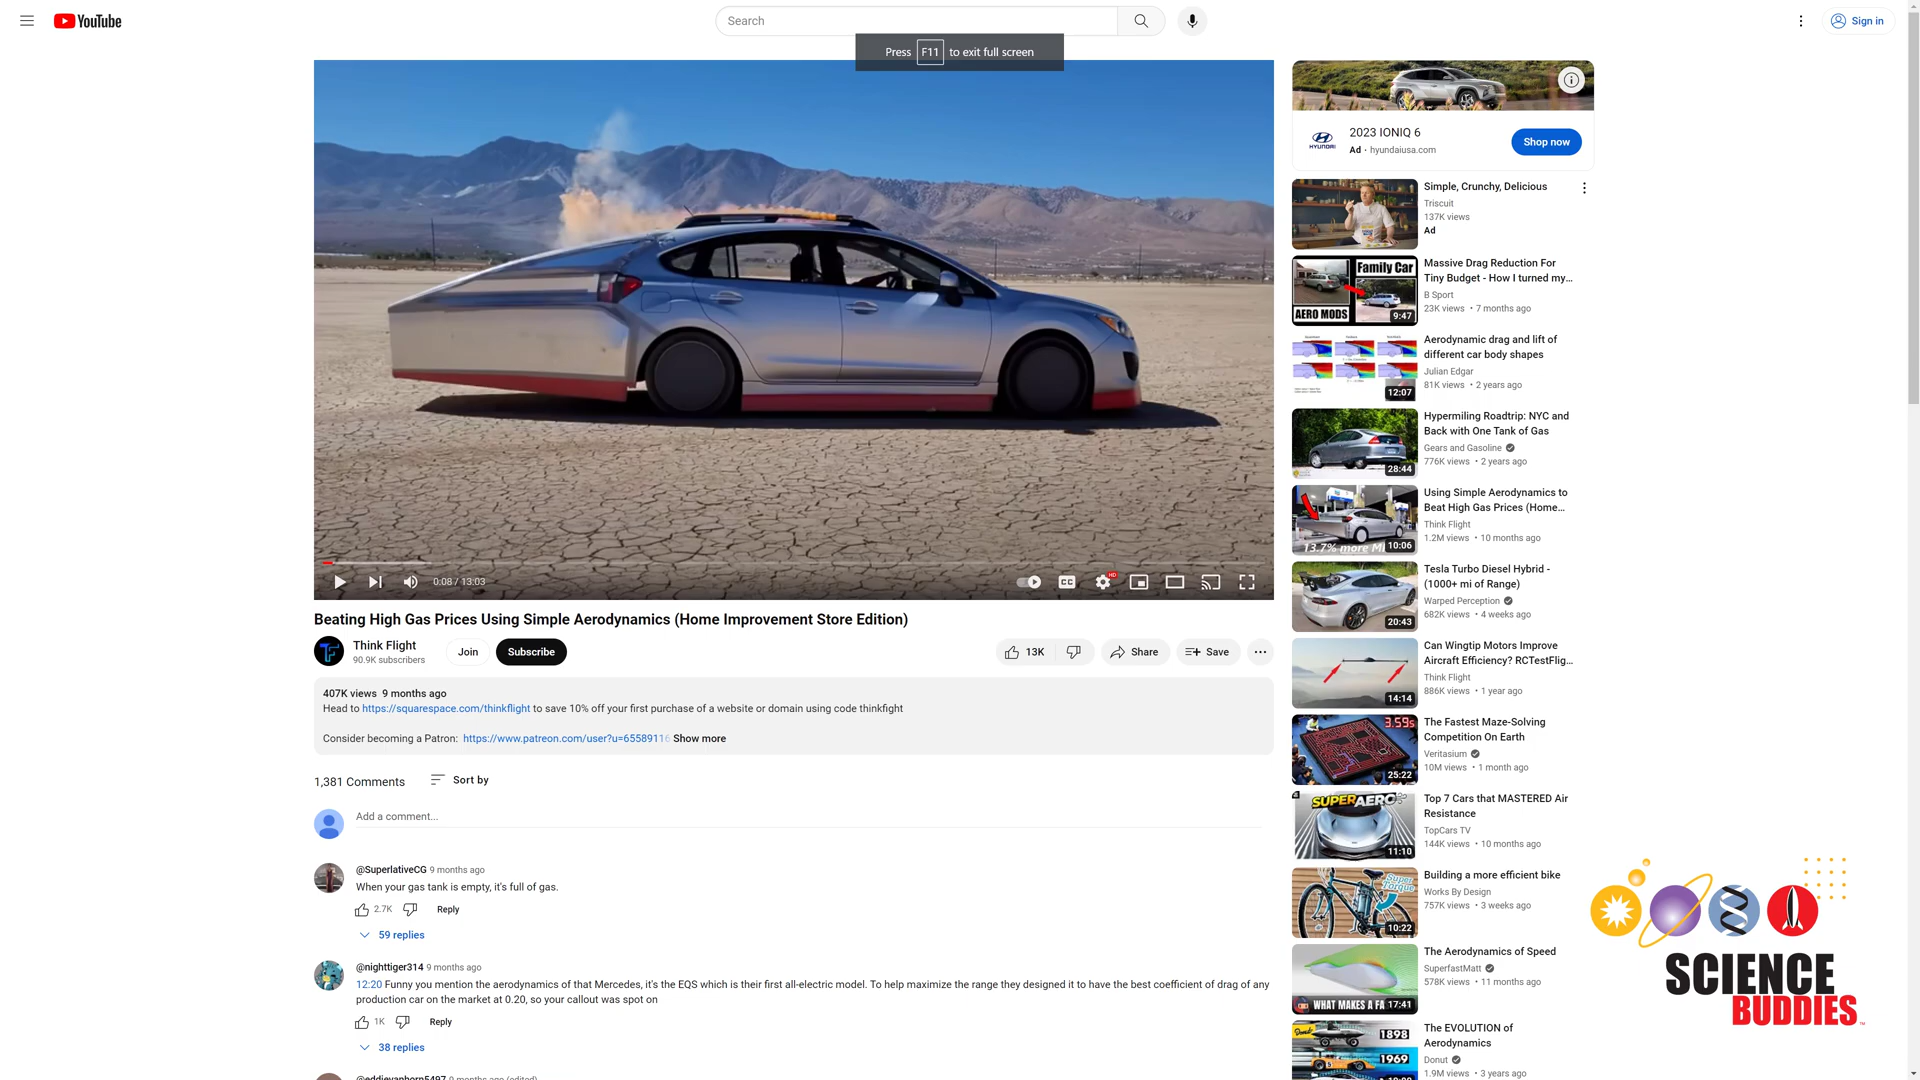 YouTube
Search
Sign in
Press F11 to exit full screen
2023 IONIQ 6
HYUNDAI
Ad · hyundaiusa.com
Shop now
Simple, Crunchy, Delicious
Triscuit
137K views
Ad
Family Car
AERO MODS
9:47
Massive Drag Reduction For
Tiny Budget - How I turned my...
B Sport
23K views • 7 months ago
12:07
Aerodynamic drag and lift of
different car body shapes
Julian Edgar
81K views • 2 years ago
28:44
Hypermiling Roadtrip: NYC and
Back with One Tank of Gas
Gears and Gasoline
776K views • 2 years ago
13.7% more
10:06
Using Simple Aerodynamics to
Beat High Gas Prices (Home...
Think Flight
1.2M views • 10 months ago
20:43
Tesla Turbo Diesel Hybrid -
(1000+ mi of Range)
Warped Perception
682K views • 4 weeks ago
14:14
Can Wingtip Motors Improve
Aircraft Efficiency? RCTestFlig...
Think Flight
886K views • 1 year ago
3.59s
25:22
The Fastest Maze-Solving
Competition On Earth
Veritasium
10M views • 1 month ago
SUPERAERO
11:10
Top 7 Cars that MASTERED Air
Resistance
TopCars TV
144K views • 10 months ago
Super
Torque
10:22
Building a more efficient bike
Works By Design
757K views • 3 weeks ago
WHAT MAKES A FA
17:41
The Aerodynamics of Speed
SuperfastMatt
578K views • 11 months ago
Donut
1898
1969
The EVOLUTION of
Aerodynamics
Donut
1.9M views • 3 years ago
0:08 / 13:03
CC
HD
Beating High Gas Prices Using Simple Aerodynamics (Home Improvement Store Edition)
Think Flight
90.9K subscribers
Join
Subscribe
13K
Share
Save
407K views 9 months ago
Head to https://squarespace.com/thinkflight to save 10% off your first purchase of a website or domain using code thinkfight
Consider becoming a Patron: https://www.patreon.com/user?u=65589116 Show more
1,381 Comments
Sort by
Add a comment...
@SuperlativeCG 9 months ago
When your gas tank is empty, it's full of gas.
2.7K Reply
59 replies
@nighttiger314 9 months ago
12:20 Funny you mention the aerodynamics of that Mercedes, it's the EQS which is their first all-electric model. To help maximize the range they designed it to have the best coefficient of drag of any
production car on the market at 0.20, so your callout was spot on
1K Reply
38 replies
@eddievanhorn5497 9 months ago (edited)
SCIENCE
BUDDIES™